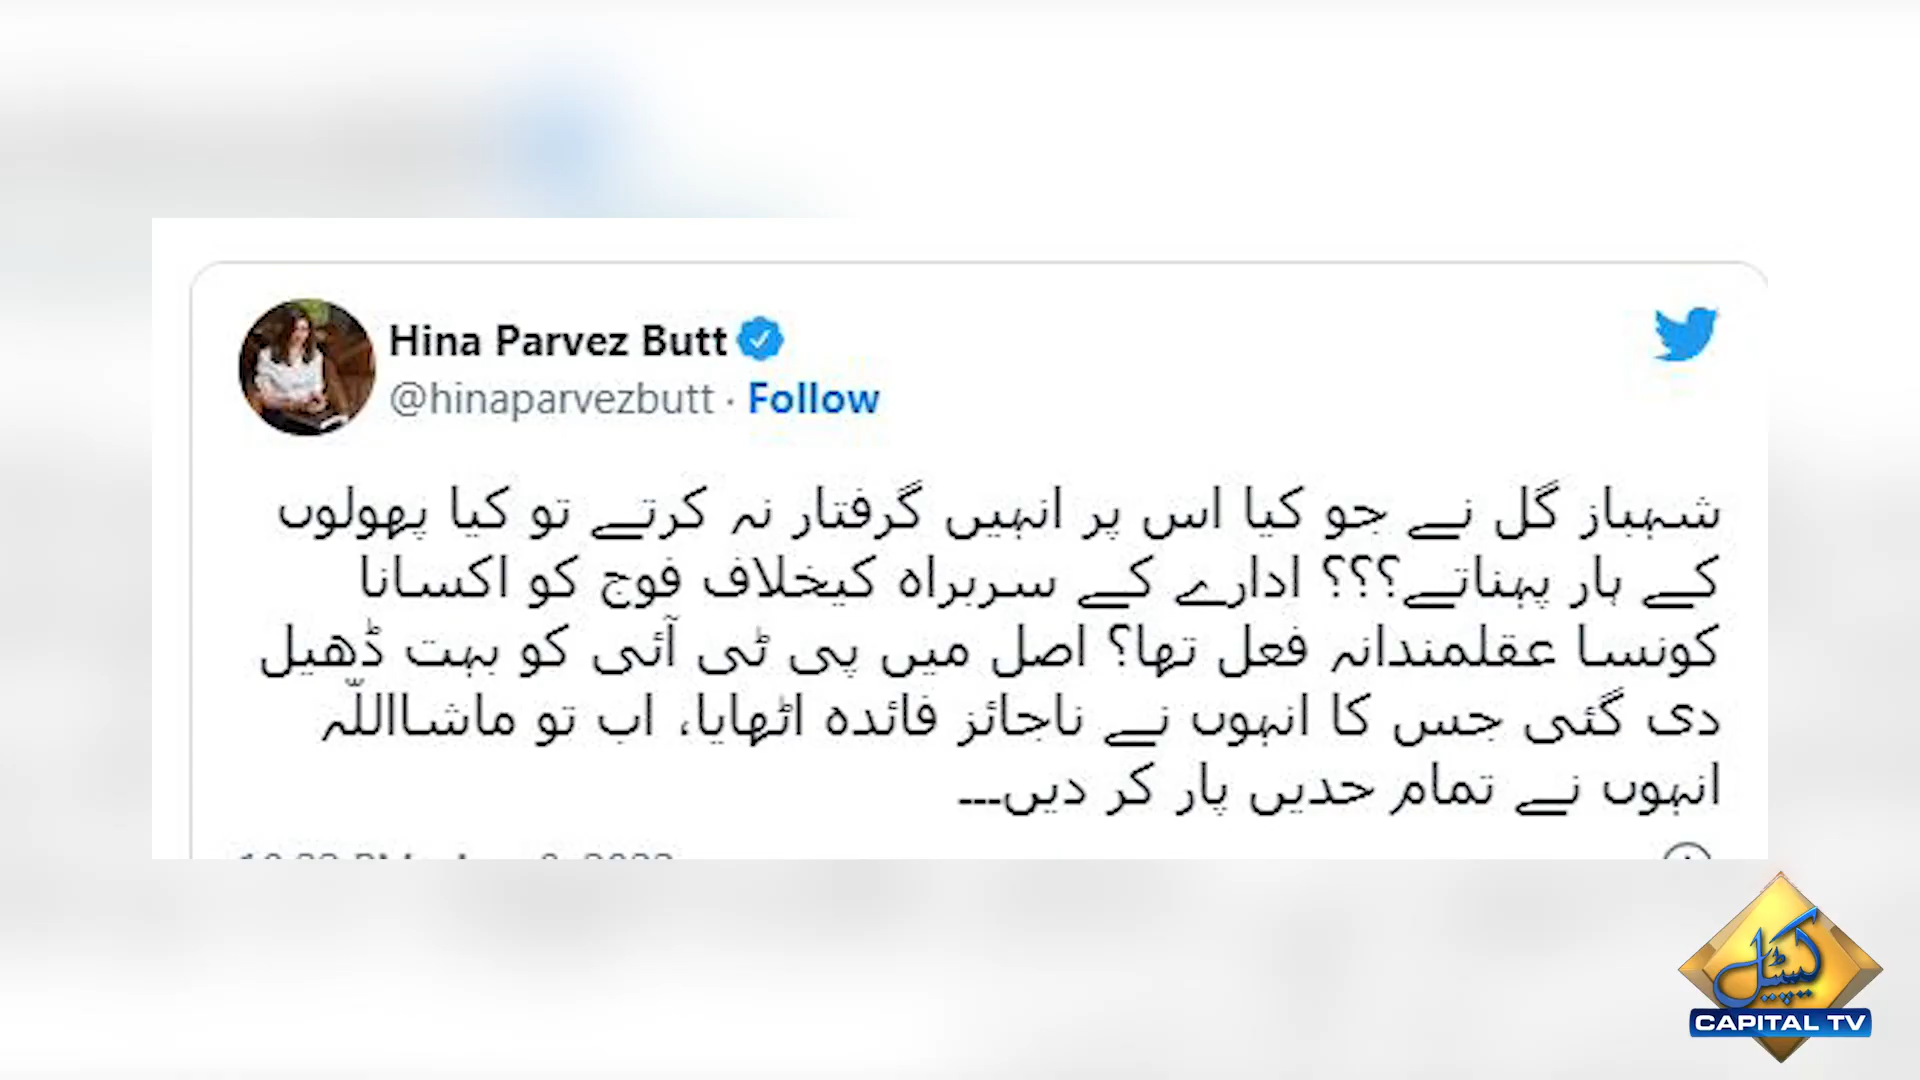 Hina Parvez Butt
@hinaparvezbutt · Follow
شہباز گل نے جو کیا اس پر انہیں گرفتار نہ کرتے تو کیا پھولوں
کے ہار پہناتے؟؟؟ ادارے کے سربراہ کیخلاف فوج کو اکسانا
کونسا عقلمندانہ فعل تھا؟ اصل میں پی ٹی آئی کو بہت ڈھیل
دی گئی جس کا انہوں نے ناجائز فائدہ اٹھایا، اب تو ماشااللّہ
انہوں نے تمام حدیں پار کر دیں---
کیپیٹل
CAPITAL TV